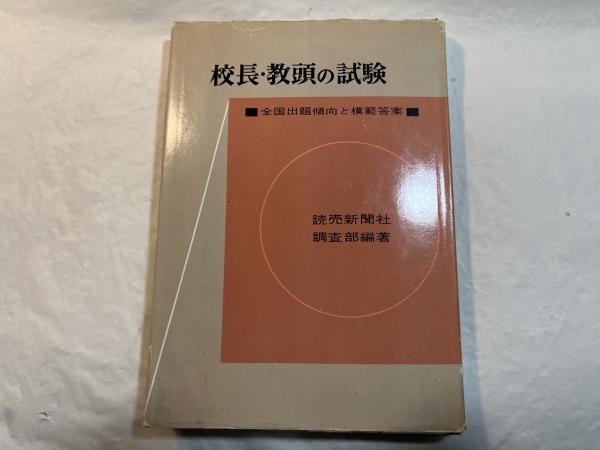 校長・教頭の試験
■全国出題傾向と模範答案■
読売新聞社
調査部編著